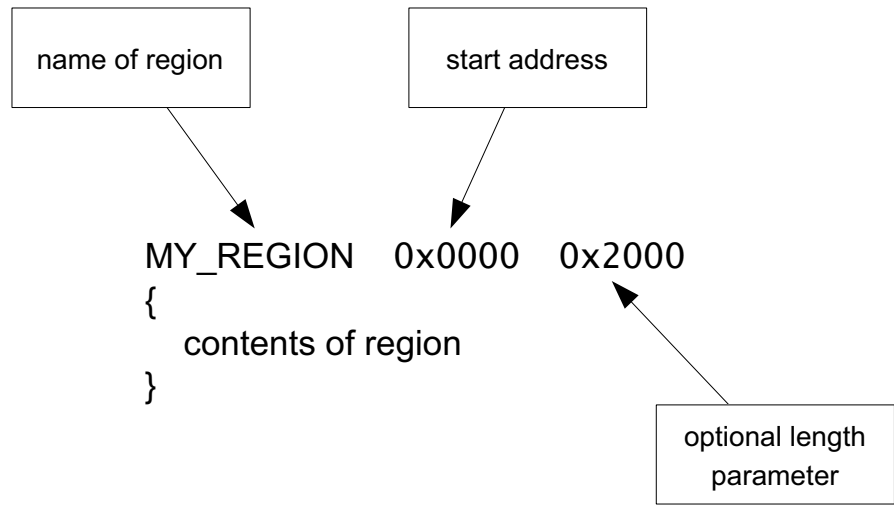 name of region
start address
MY_REGION 0x0000 0x2000
{
contents of region
}
optional length
parameter